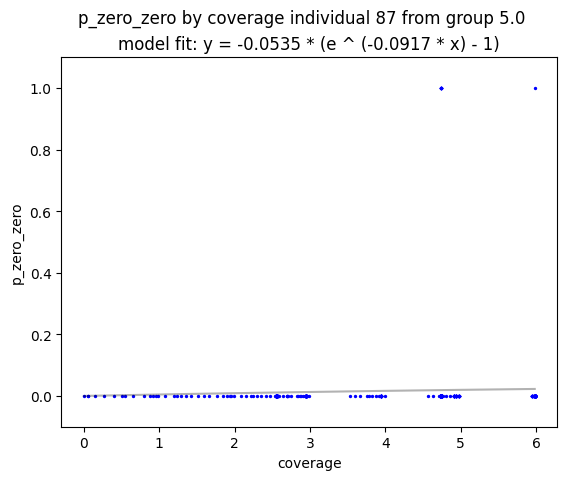 p_zero_zero by coverage individual 87 from group 5.0
model fit: y = -0.0535 * (e ^ (-0.0917 * x) - 1)
1.0
0.8
0.6
0.4
0.2
0.0
p_zero_zero
0 1 2 3 4 5 6
coverage